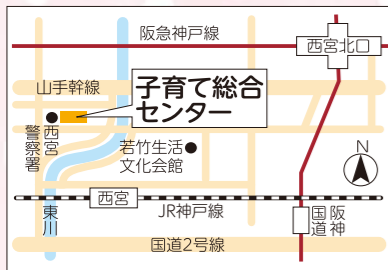 阪急神戸線
西宮北口
山手幹線
子育て総合
センター
西宮
警察署
若竹生活
文化会館
N
西宮
JR神戸線
東川
阪神
国道
国道2号線